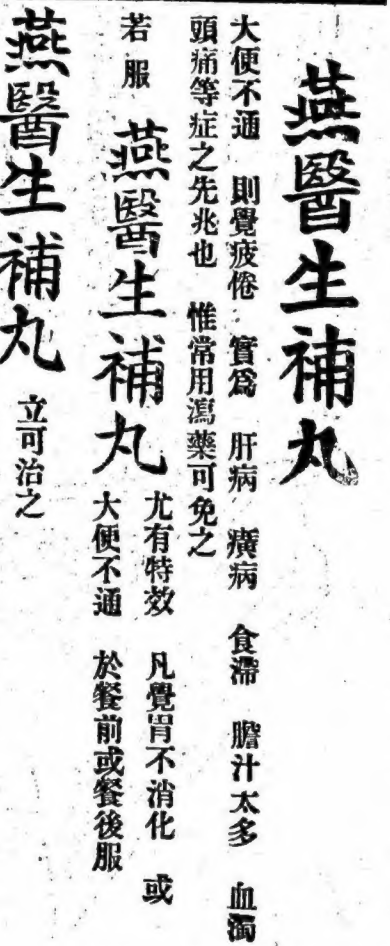 燕醫生補丸
大便不通 則覺疲倦 實爲 肝病 癀病 食滯 膽汁太多 血濁
頭痛等症之先兆也 惟常用瀉藥可免之
若服 燕醫生補丸 尤有特效 凡覺胃不消化 或
大便不通 於餐前或餐後服
燕醫生補丸 立可治之